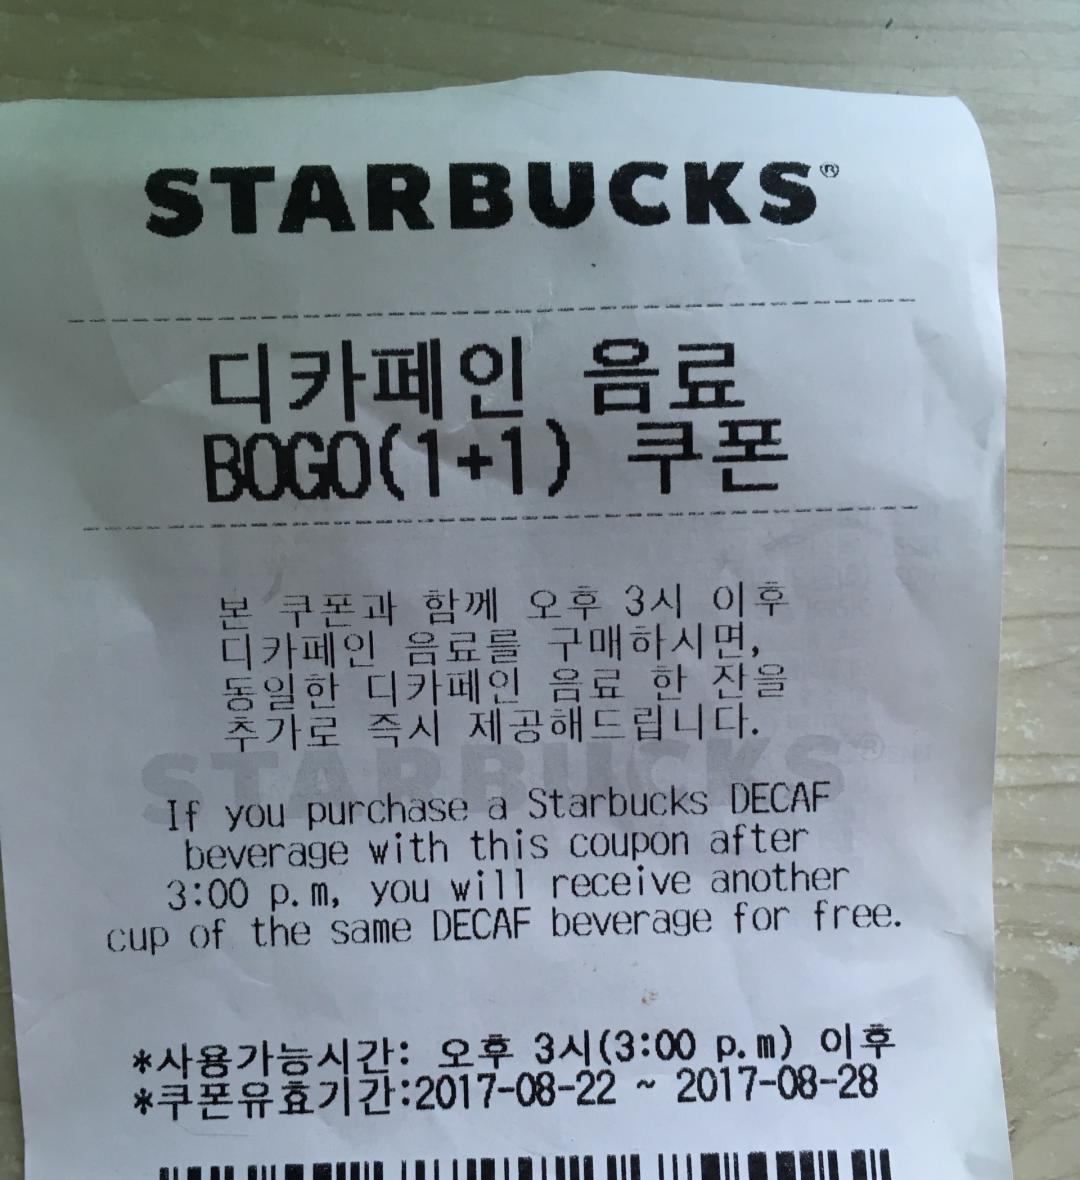 STARBUCKS®
디카페인 음료
BOGO(1+1) 쿠폰
본 쿠폰과 함께 오후 3시 이후
디카페인 음료를 구매하시면,
동일한 디카페인 음료 한 잔을
추가로 즉시 제공해드립니다.
STARBUCKS®
If you purchase a Starbucks DECAF
beverage with this coupon after
3:00 p.m, you will receive another
cup of the same DECAF beverage for free.
*사용가능시간: 오후 3시(3:00 p.m) 이후
*쿠폰유효기간:2017-08-22 ~ 2017-08-28